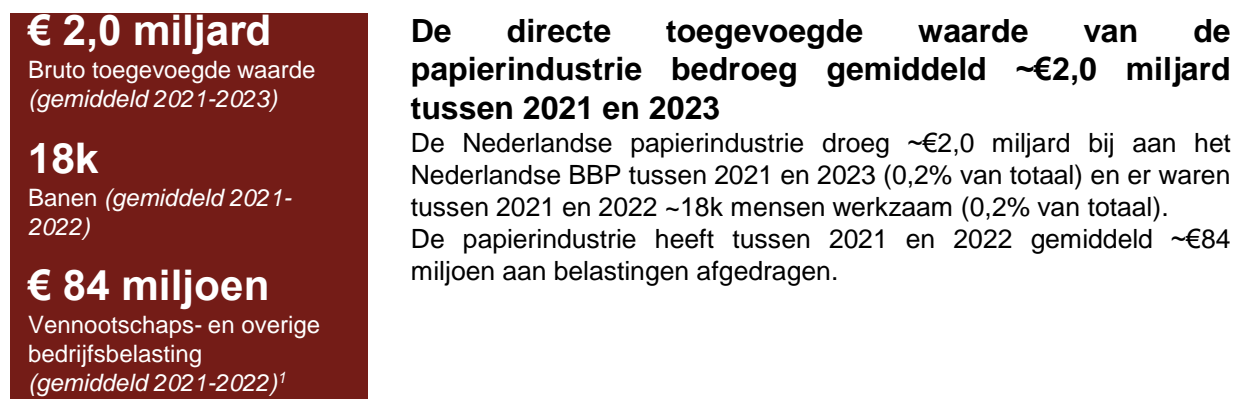 € 2,0 miljard
Bruto toegevoegde waarde
(gemiddeld 2021-2023)
18k
Banen (gemiddeld 2021-
2022)
€ 84 miljoen
Vennootschaps- en overige
bedrijfsbelasting
(gemiddeld 2021-2022)1
De directe toegevoegde waarde van de
papierindustrie bedroeg gemiddeld ~€2,0 miljard
tussen 2021 en 2023
De Nederlandse papierindustrie droeg ~€2,0 miljard bij aan het
Nederlandse BBP tussen 2021 en 2023 (0,2% van totaal) en er waren
tussen 2021 en 2022 ~18k mensen werkzaam (0,2% van totaal).
De papierindustrie heeft tussen 2021 en 2022 gemiddeld ~€84
miljoen aan belastingen afgedragen.